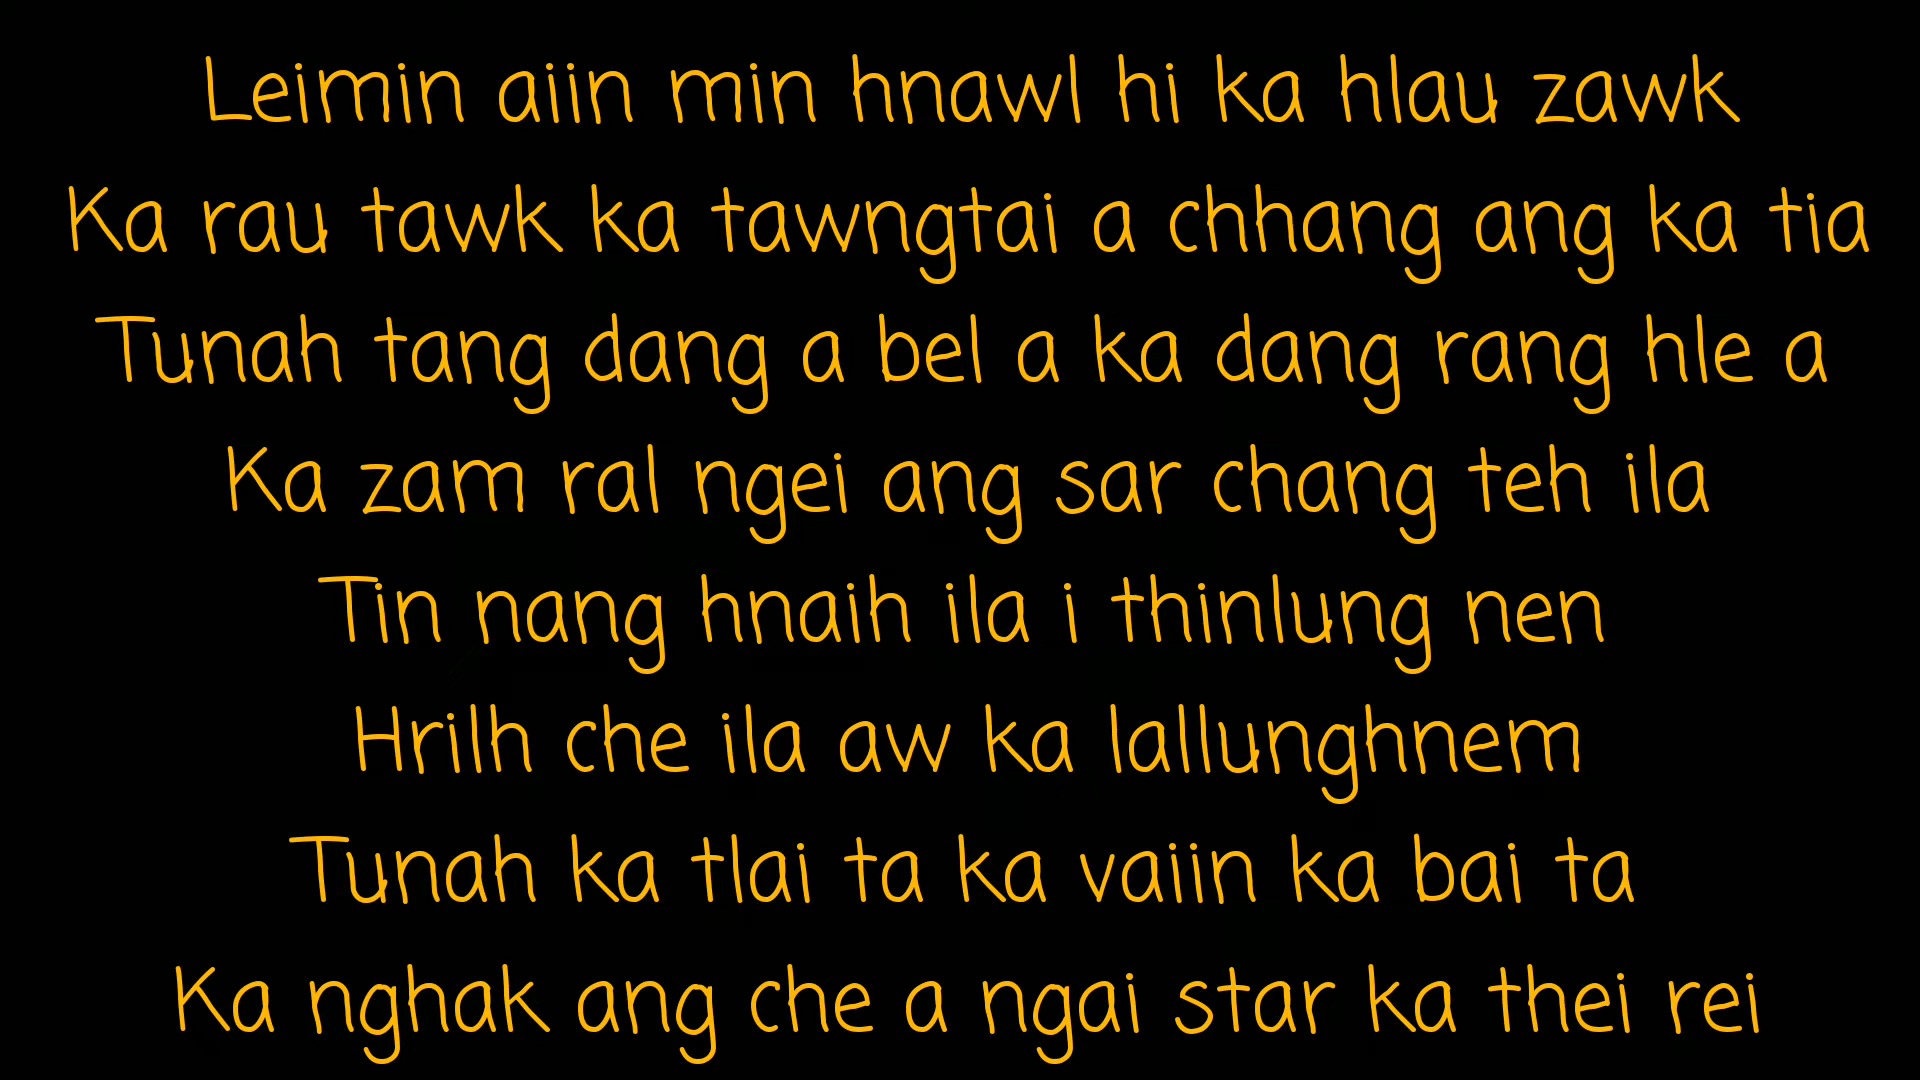 Leimin aiin min hnawl hi ka hlau zawk
Ka rau tawk ka tawngtai a chhang ang ka tia
Tunah tang dang a bel a ka dang rang hle a
Ka zam ral ngei ang sar chang teh ila
Tin nang hnaih ila i thinlung nen
Hrilh che ila aw ka lallunghnem
Tunah ka tlai ta ka vaiin ka bai ta
Ka nghak ang che a ngai star ka thei rei